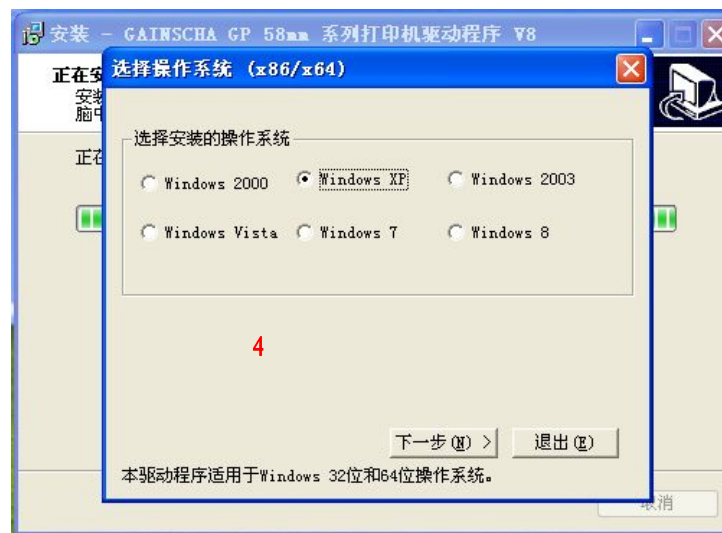 安装 - GAINSCHA GP 58mm 系列打印机驱动程序 V8
正在安
安装
脑中
正在
选择操作系统 (x86/x64)
选择安装的操作系统
Windows 2000 Windows XP Windows 2003
Windows Vista Windows 7 Windows 8
4
下一步(N) > 退出(E)
本驱动程序适用于Windows 32位和64位操作系统。
取消